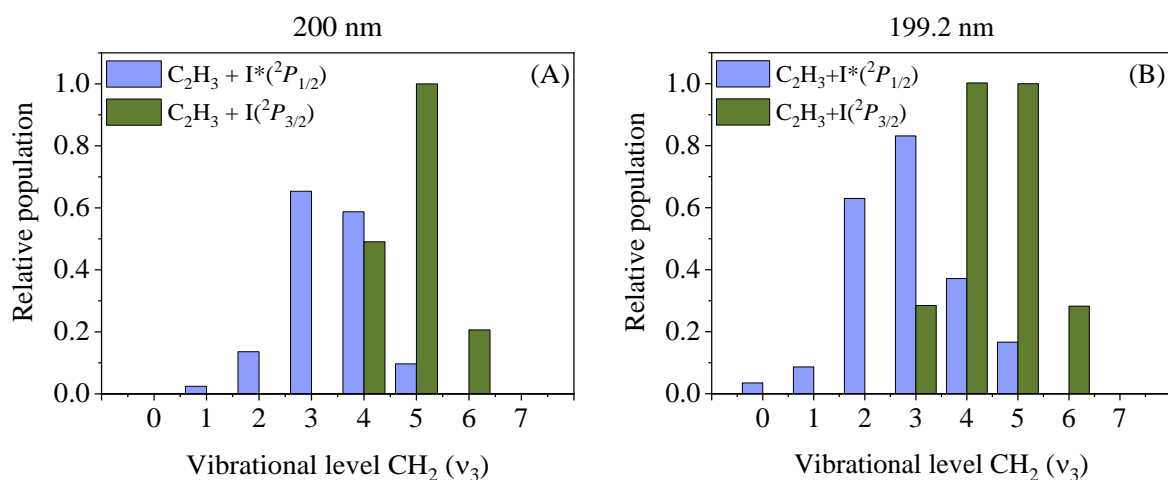 200 nm
C₂H₃ + I*(²P₁/₂)
C₂H₃ + I(²P₃/₂)
(A)
1.0
0.8
0.6
0.4
0.2
0.0
Relative population
0 1 2 3 4 5 6 7
Vibrational level CH₂ (ν₃)
199.2 nm
C₂H₃+I*(²P₁/₂)
C₂H₃+I(²P₃/₂)
(B)
1.0
0.8
0.6
0.4
0.2
0.0
Relative population
0 1 2 3 4 5 6 7
Vibrational level CH₂ (ν₃)